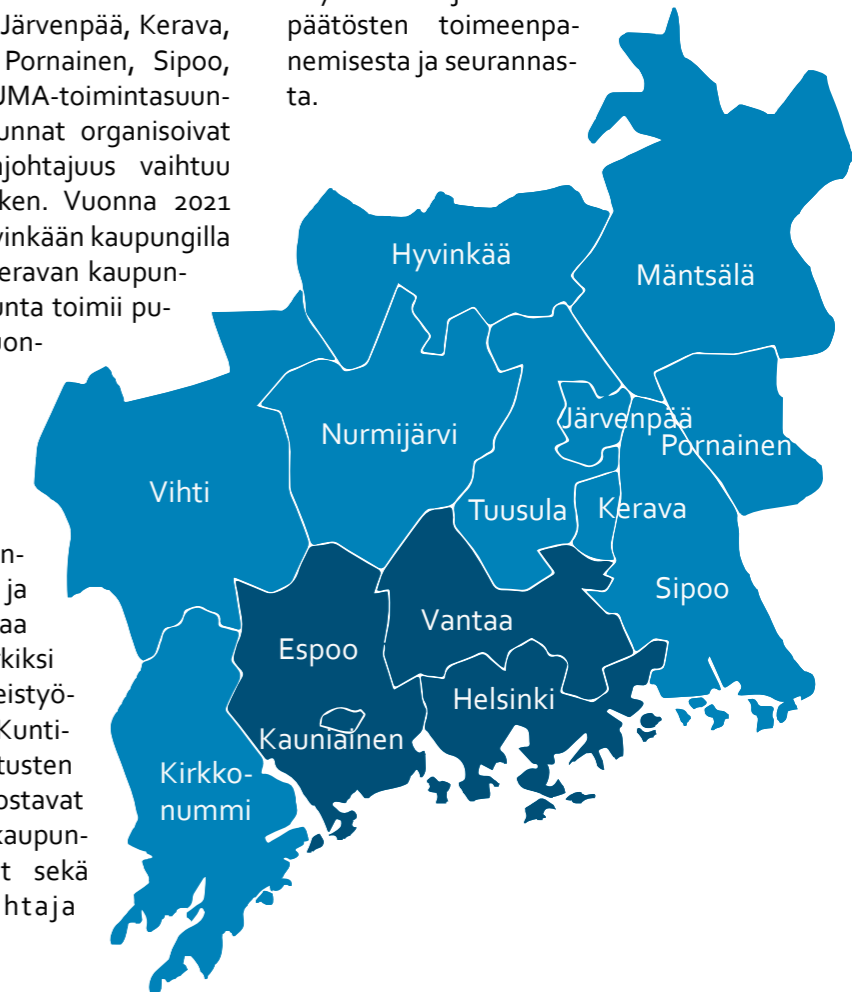 Järvenpää, Kerava,
Pornainen, Sipoo,
UMA-toimintasuun-
unnat organisoivat
ajohtajuus vaihtuu
ken. Vuonna 2021
vinkään kaupungilla
eravan kaupun-
unta toimii pu-
uon-
n-
ja
aa
kiksi
eistyö-
Kunti-
tusten
ostavat
kaupun-
t sekä
htaja
päätösten toimeenpa-
nemisesta ja seurannas-
ta.
Hyvinkää
Mäntsälä
Nurmijärvi
Järvenpää
Pornainen
Vihti
Tuusula
Kerava
Sipoo
Vantaa
Espoo
Helsinki
Kauniainen
Kirkko-
nummi